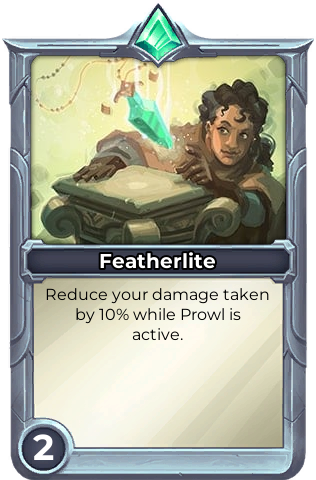 Featherlite
Reduce your damage taken
by 10% while Prowl is
active.
2